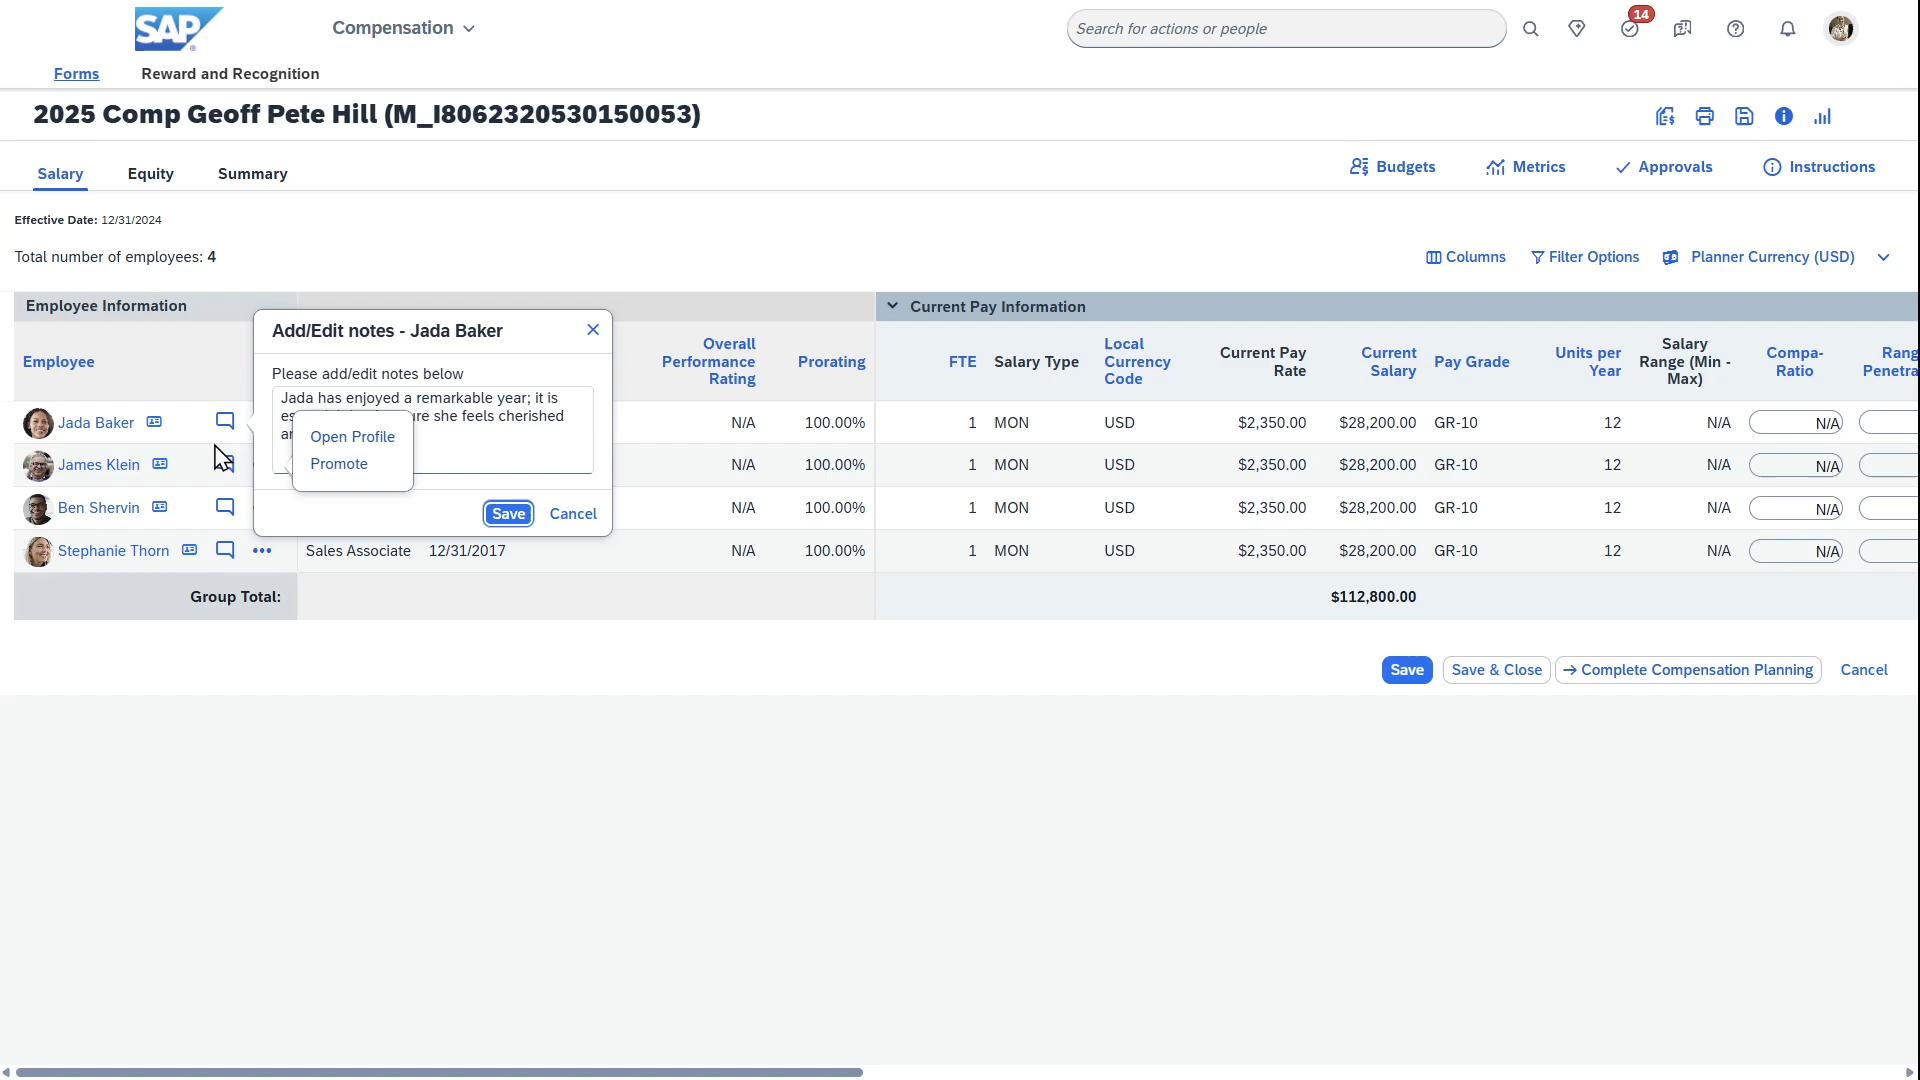 SAP
Compensation
Search for actions or people
14
Forms
Reward and Recognition
2025 Comp Geoff Pete Hill (M_I8062320530150053)
Salary
Equity
Summary
Budgets
Metrics
Approvals
Instructions
Effective Date: 12/31/2024
Total number of employees: 4
Columns
Filter Options
Planner Currency (USD)
Employee Information
Current Pay Information
Employee
Overall
Performance
Rating
Prorating
FTE
Salary Type
Local
Currency
Code
Current Pay
Rate
Current
Salary
Pay Grade
Units per
Year
Salary
Range (Min -
Max)
Compa-
Ratio
Rang
Penetra
Add/Edit notes - Jada Baker
Please add/edit notes below
Jada has enjoyed a remarkable year; it is
she feels cherished
Open Profile
Promote
Save
Cancel
Jada Baker N/A 100.00% 1 MON USD $2,350.00 $28,200.00 GR-10 12 N/A N/A
James Klein N/A 100.00% 1 MON USD $2,350.00 $28,200.00 GR-10 12 N/A N/A
Ben Shervin N/A 100.00% 1 MON USD $2,350.00 $28,200.00 GR-10 12 N/A N/A
Stephanie Thorn Sales Associate 12/31/2017 N/A 100.00% 1 MON USD $2,350.00 $28,200.00 GR-10 12 N/A N/A
Group Total: $112,800.00
Save
Save & Close
Complete Compensation Planning
Cancel